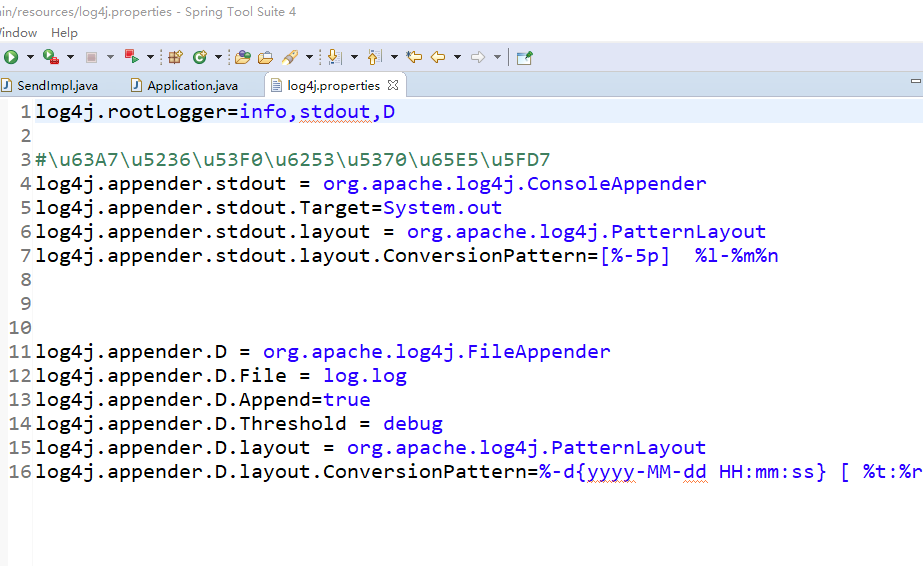 in/resources/log4j.properties - Spring Tool Suite 4
indow Help
SendImpl.java Application.java log4j.properties
1 log4j.rootLogger=info,stdout,D
2
3 #\u63A7\u5236\u53F0\u6253\u5370\u65E5\u5FD7
4 log4j.appender.stdout = org.apache.log4j.ConsoleAppender
5 log4j.appender.stdout.Target=System.out
6 log4j.appender.stdout.layout = org.apache.log4j.PatternLayout
7 log4j.appender.stdout.layout.ConversionPattern=[%-5p]  %l-%m%n
8
9
10
11 log4j.appender.D = org.apache.log4j.FileAppender
12 log4j.appender.D.File = log.log
13 log4j.appender.D.Append=true
14 log4j.appender.D.Threshold = debug
15 log4j.appender.D.layout = org.apache.log4j.PatternLayout
16 log4j.appender.D.layout.ConversionPattern=%-d{yyyy-MM-dd HH:mm:ss} [ %t:%r